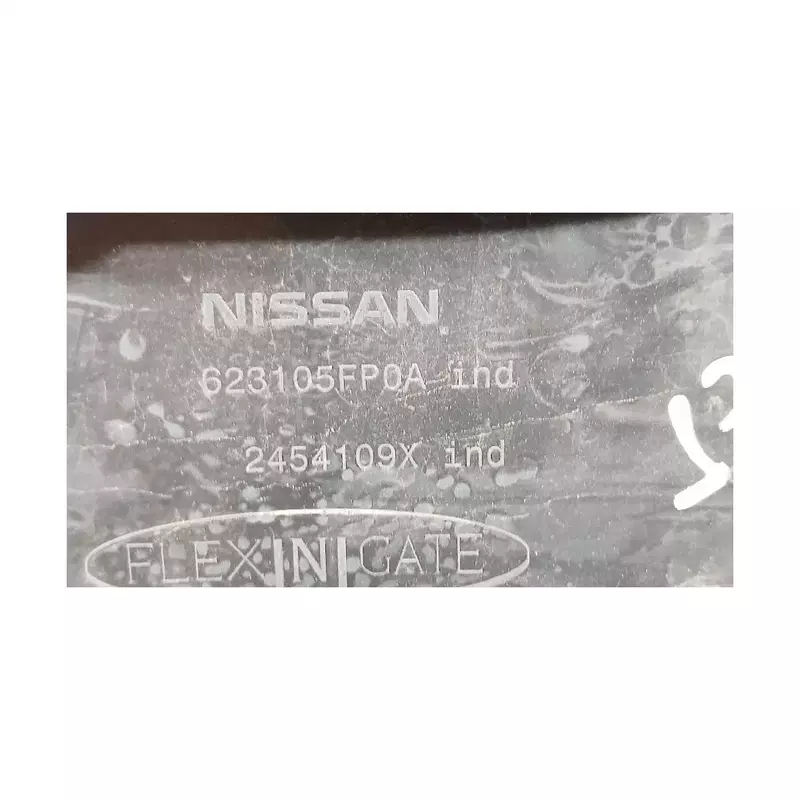 NISSAN
623105FP0A ind
2454109X ind
FLEX|N|GATE